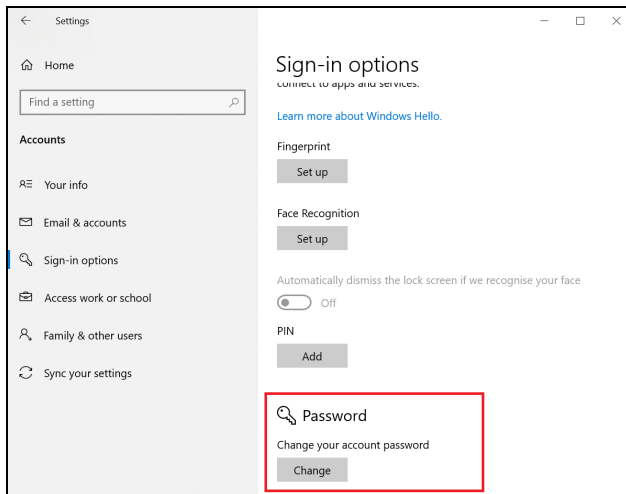 Settings
Home
Find a setting
Accounts
Your info
Email & accounts
Sign-in options
Access work or school
Family & other users
Sync your settings
Sign-in options
connect to apps and services.
Learn more about Windows Hello.
Fingerprint
Set up
Face Recognition
Set up
Automatically dismiss the lock screen if we recognise your face
Off
PIN
Add
Password
Change your account password
Change